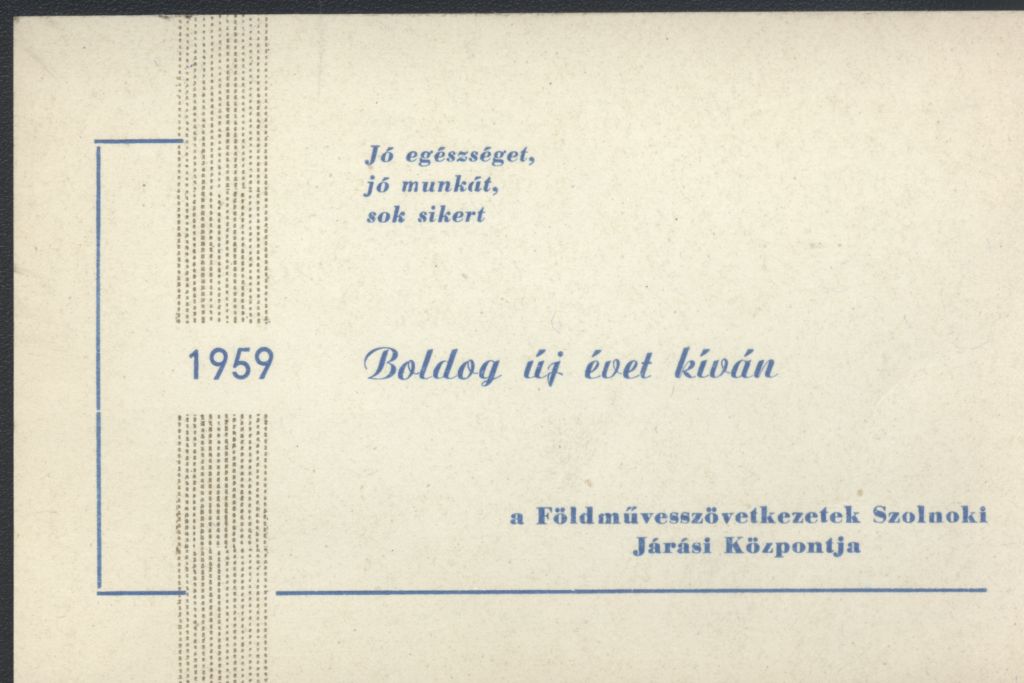 Jó egészséget,
jó munkát,
sok sikert
1959 Boldog új évet kíván
a Földművesszövetkezetek Szolnoki
Járási Központja